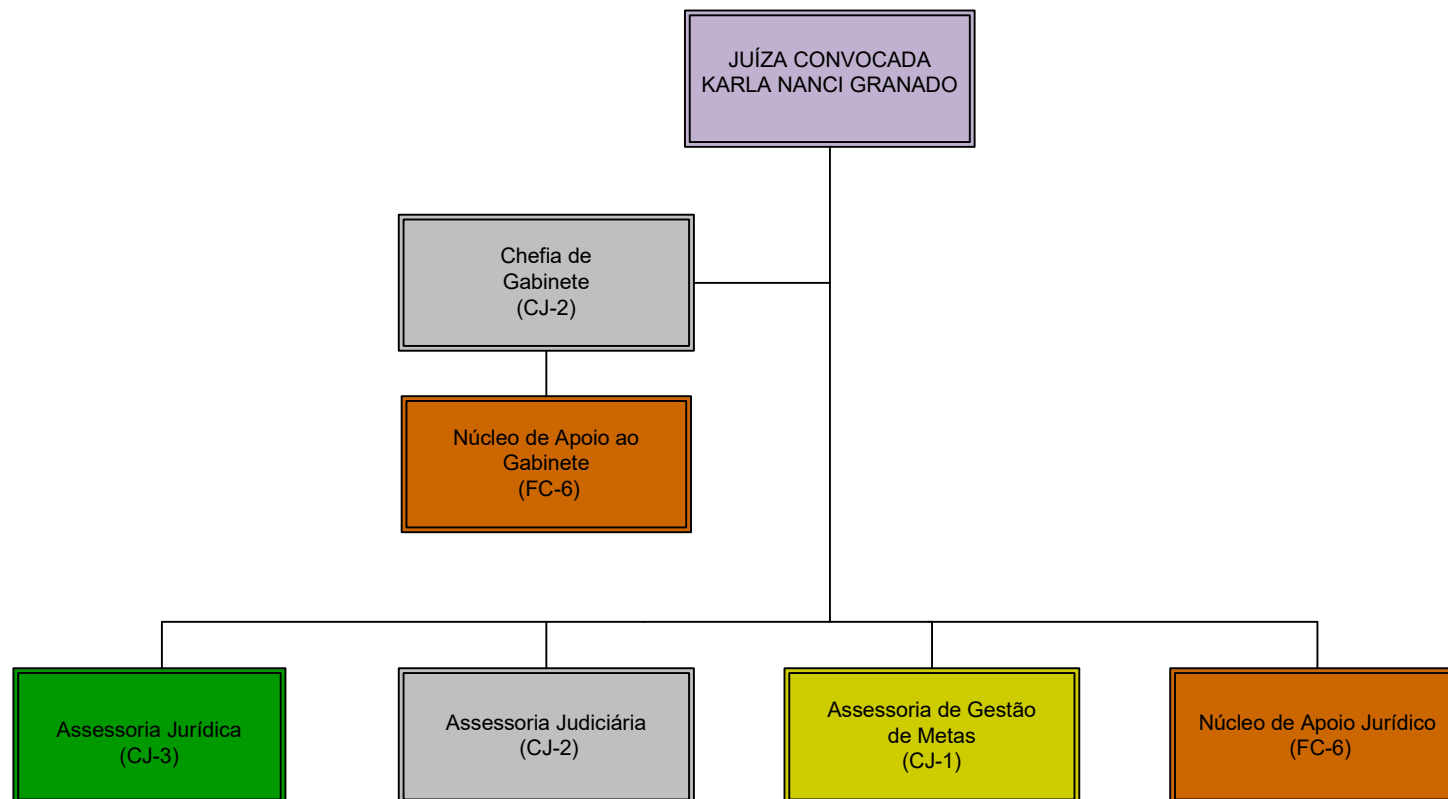 JUÍZA CONVOCADA
KARLA NANCI GRANADO
Chefia de
Gabinete
(CJ-2)
Núcleo de Apoio ao
Gabinete
(FC-6)
Assessoria Jurídica
(CJ-3)
Assessoria Judiciária
(CJ-2)
Assessoria de Gestão
de Metas
(CJ-1)
Núcleo de Apoio Jurídico
(FC-6)